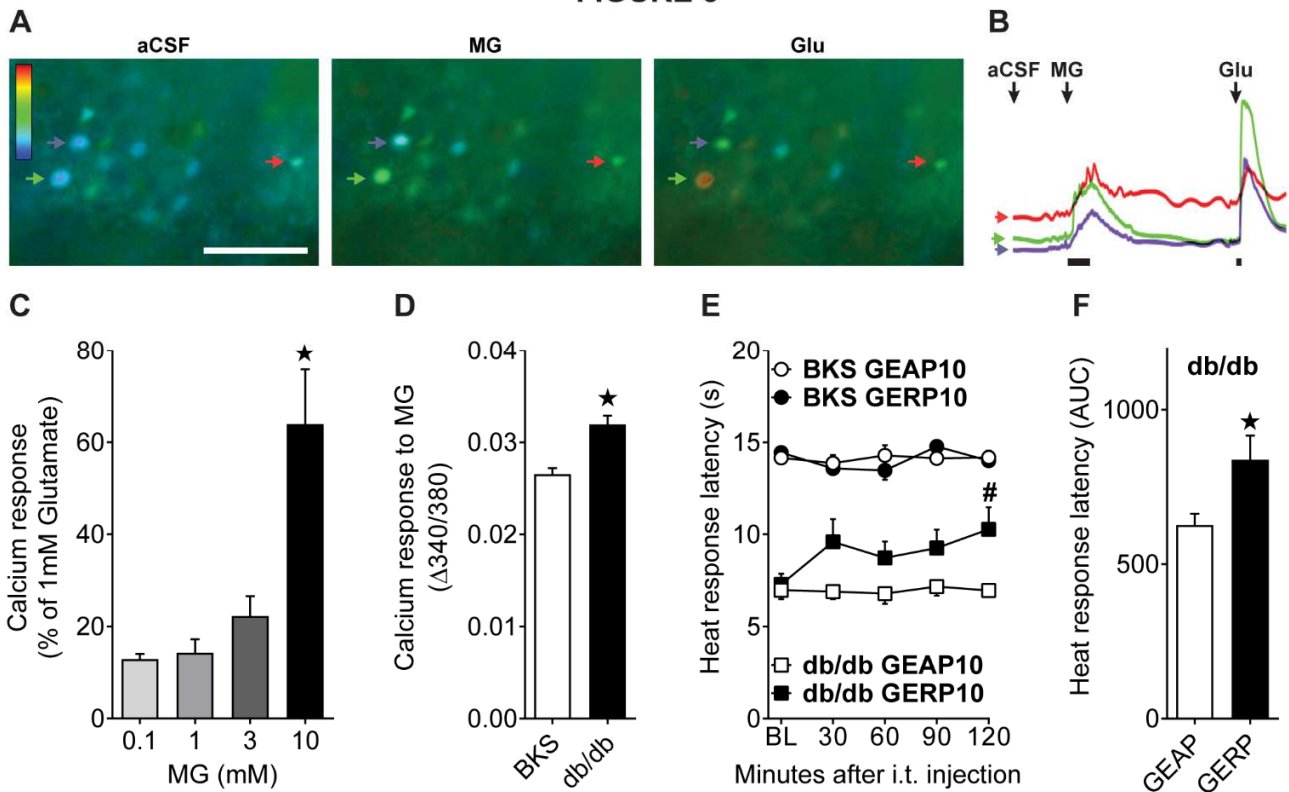 A
aCSF
MG
Glu
B
aCSF MG
Glu
C
Calcium response
(% of 1mM Glutamate)
80
60
40
20
0
0.1
1
3
10
MG (mM)
★
D
Calcium response to MG
(Δ340/380)
0.04
0.03
0.02
0.01
0.00
★
BKS
db/db
E
Heat response latency (s)
20
15
10
5
0
BKS GEAP10
BKS GERP10
#
db/db GEAP10
db/db GERP10
BL 30 60 90 120
Minutes after i.t. injection
F
Heat response latency (AUC)
db/db
1000
500
0
★
GEAP
GERP